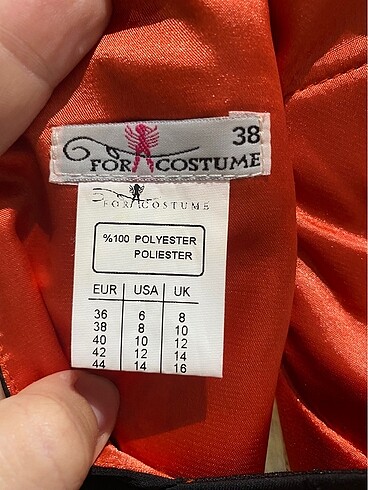 38
FOR COSTUME
FOR COSTUME
%100 POLYESTER
POLIESTER
EUR USA UK
36 6 8
38 8 10
40 10 12
42 12 14
44 14 16